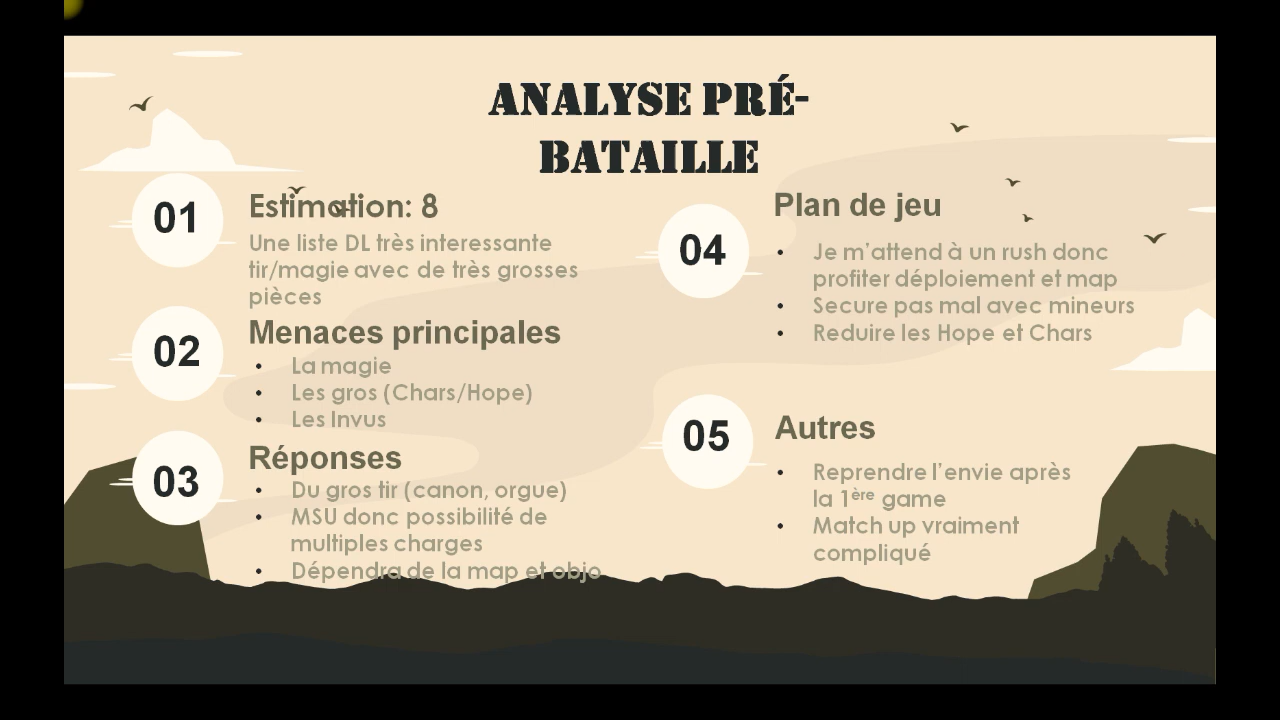 ANALYSE PRÉ-
BATAILLE
01
Estimation: 8
Une liste DL très interessante
tir/magie avec de très grosses
pièces
02
Menaces principales
• La magie
• Les gros (Chars/Hope)
• Les Invus
03
Réponses
• Du gros tir (canon, orgue)
• MSU donc possibilité de
multiples charges
• Dépendra de la map et objo
04
Plan de jeu
• Je m'attend à un rush donc
profiter déploiement et map
• Secure pas mal avec mineurs
• Reduire les Hope et Chars
05
Autres
• Reprendre l'envie après
la 1ère game
• Match up vraiment
compliqué